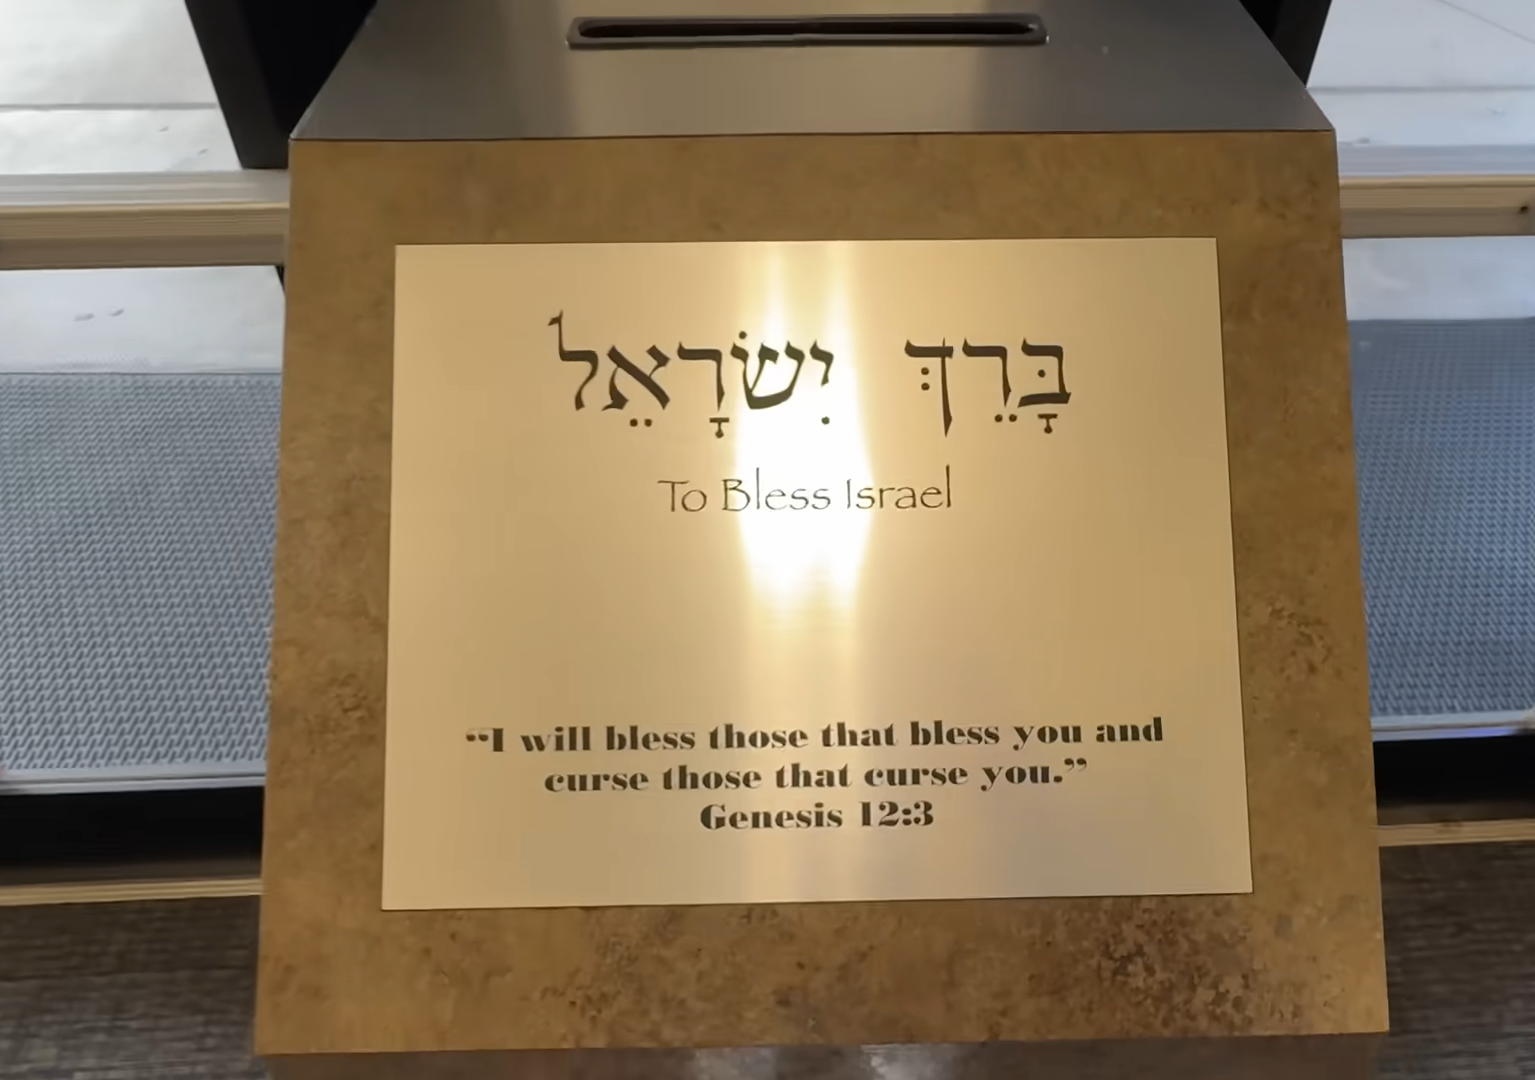 בָּרֵךְ יִשְׂרָאֵל
To Bless Israel
“I will bless those that bless you and
curse those that curse you.”
Genesis 12:3